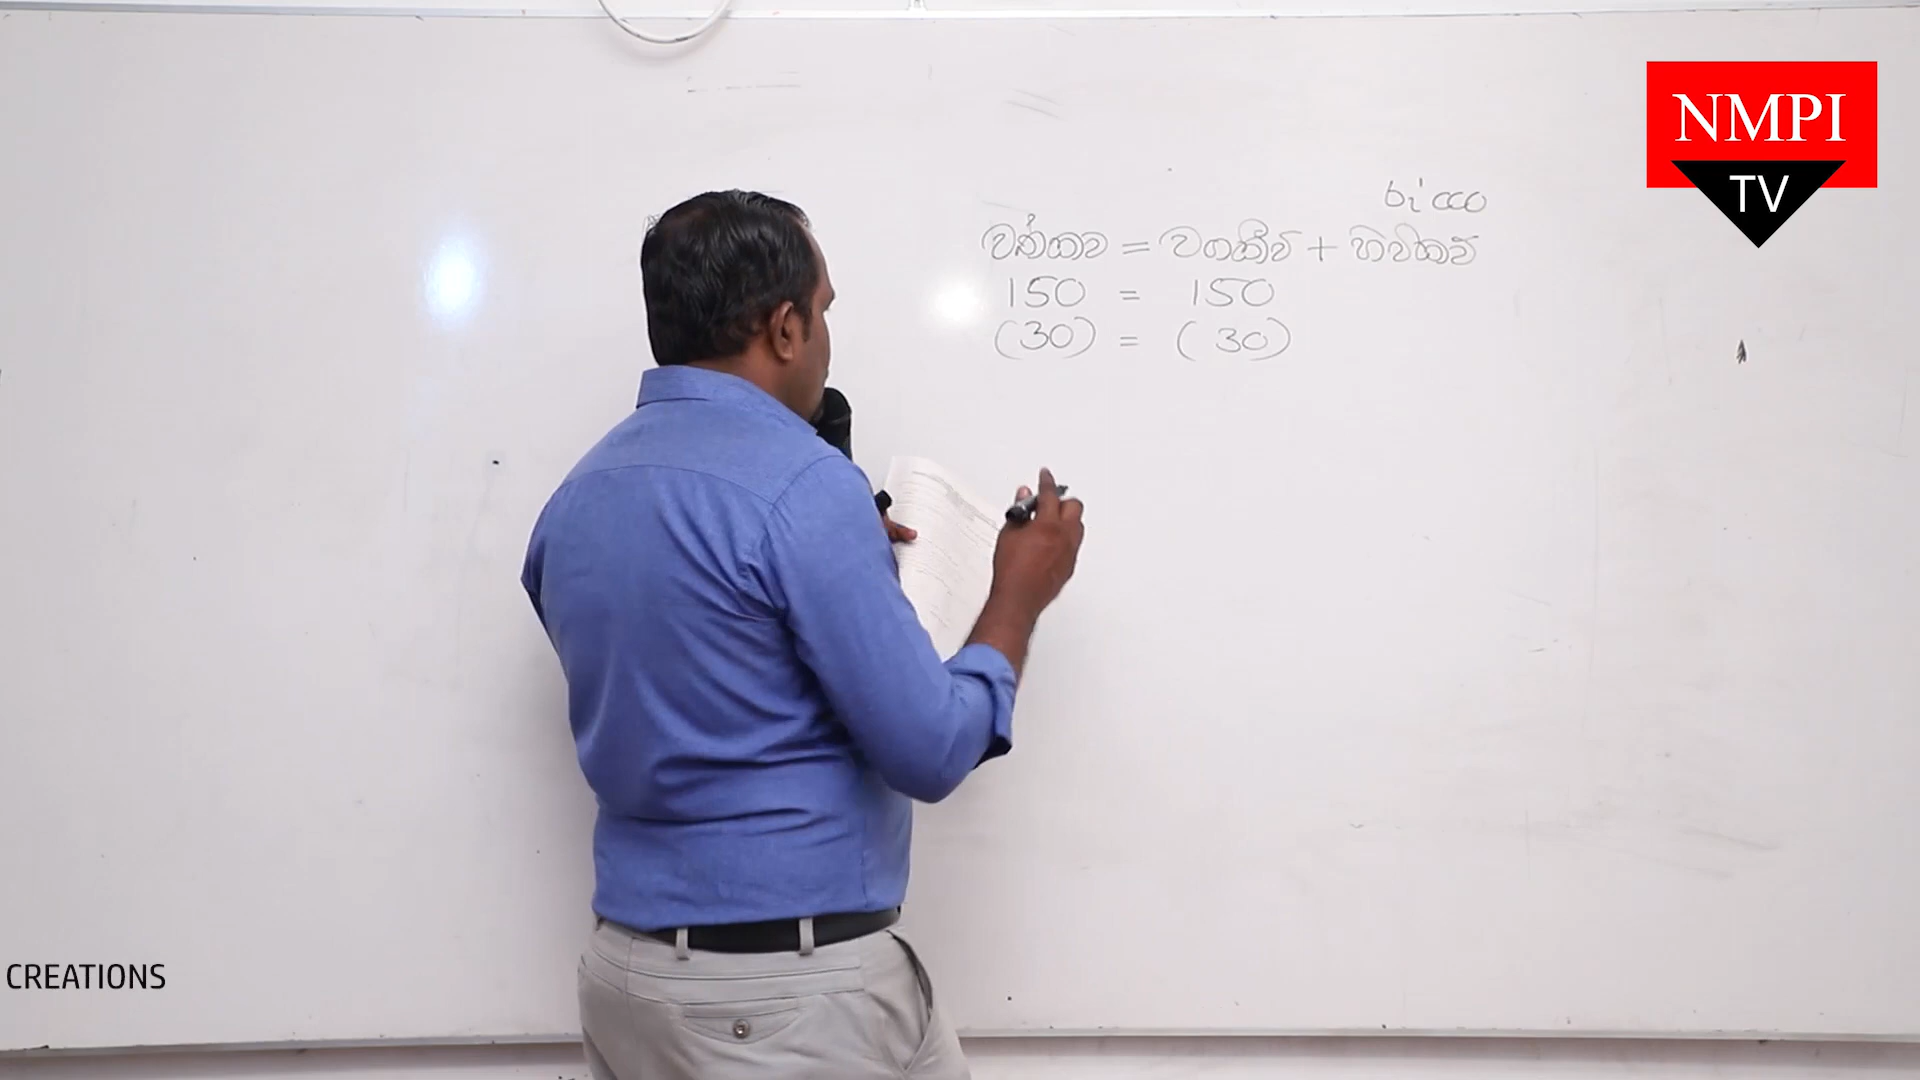 NMPI
TV
රු' 000
වත්කම් = වගකීම් + හිමිකම්
150 = 150
(30) = (30)
CREATIONS